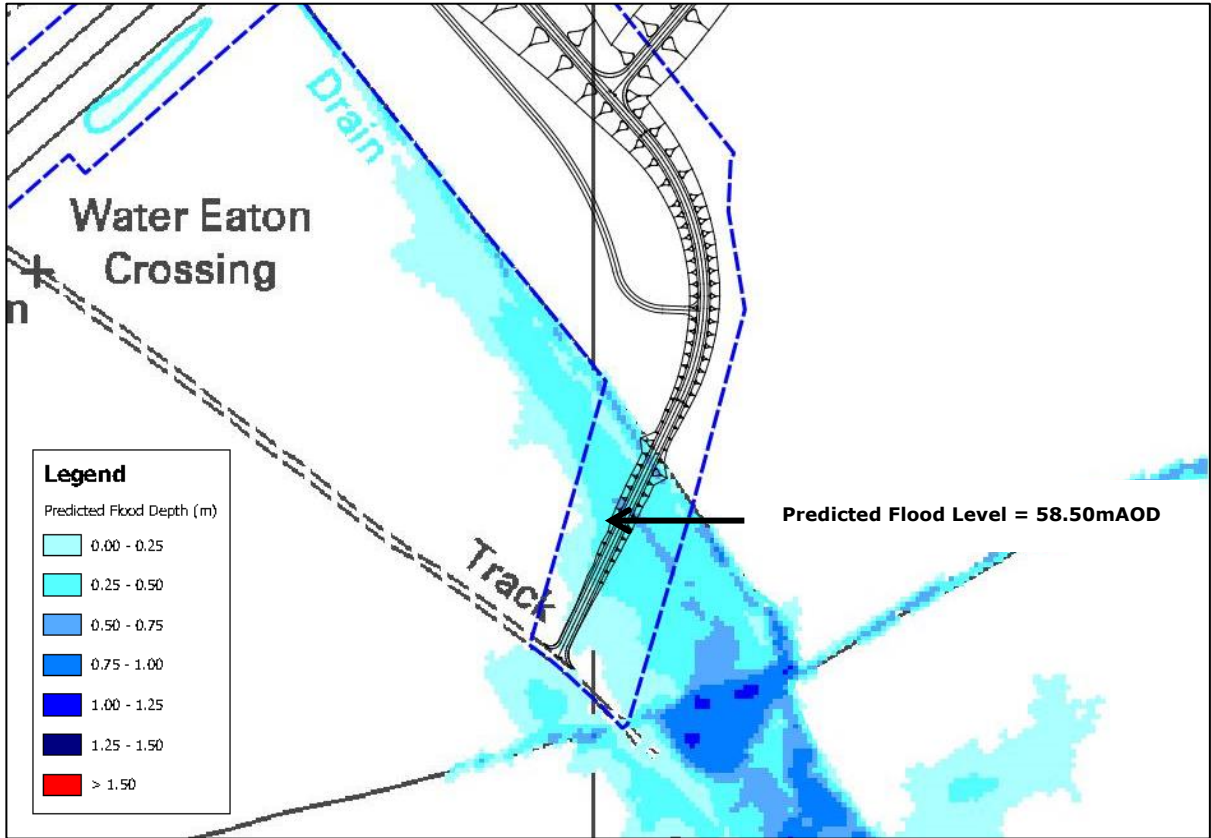 Drain
Water Eaton
Crossing
m
Legend
Predicted Flood Depth (m)
0.00 - 0.25
0.25 - 0.50
0.50 - 0.75
0.75 - 1.00
1.00 - 1.25
1.25 - 1.50
> 1.50
Track
Predicted Flood Level = 58.50mAOD